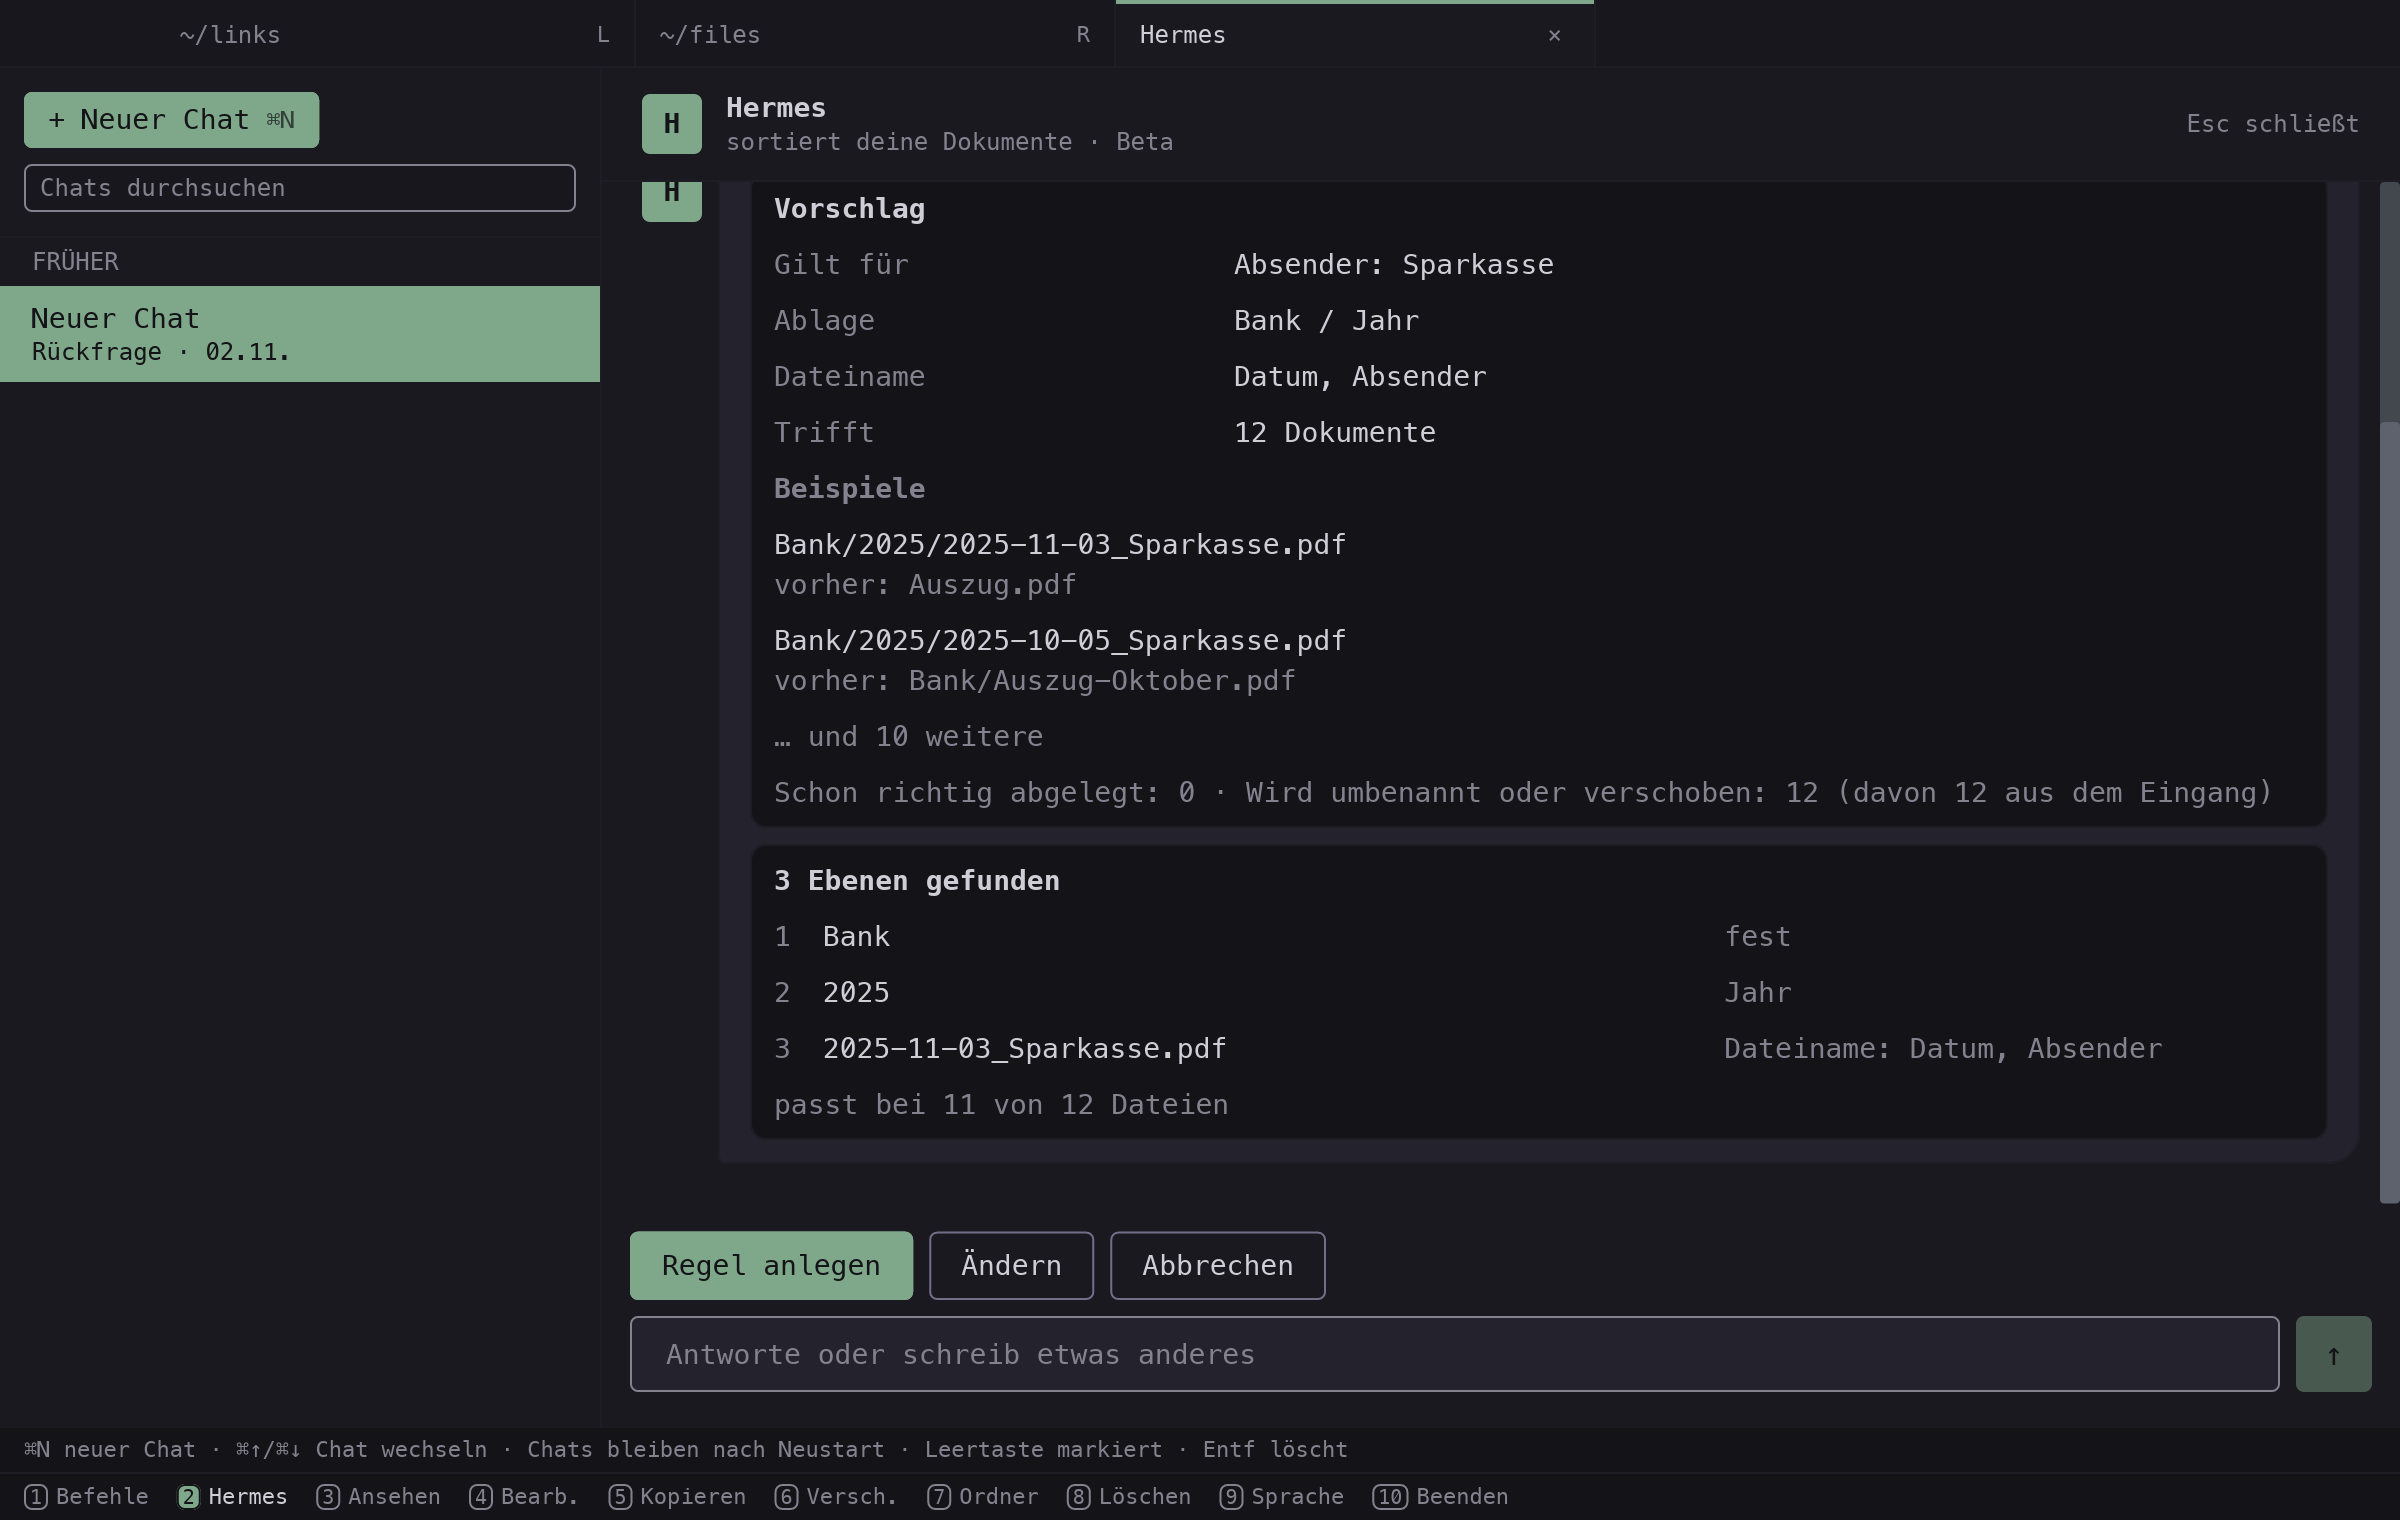 ~/links L ~/files R Hermes ×
+ Neuer Chat ⌘N
Chats durchsuchen
FRÜHER
Neuer Chat
Rückfrage · 02.11.
H Hermes
sortiert deine Dokumente · Beta
Esc schließt
H
Vorschlag
Gilt für Absender: Sparkasse
Ablage Bank / Jahr
Dateiname Datum, Absender
Trifft 12 Dokumente
Beispiele
Bank/2025/2025-11-03_Sparkasse.pdf
vorher: Auszug.pdf
Bank/2025/2025-10-05_Sparkasse.pdf
vorher: Bank/Auszug-Oktober.pdf
… und 10 weitere
Schon richtig abgelegt: 0 · Wird umbenannt oder verschoben: 12 (davon 12 aus dem Eingang)
3 Ebenen gefunden
1 Bank fest
2 2025 Jahr
3 2025-11-03_Sparkasse.pdf Dateiname: Datum, Absender
passt bei 11 von 12 Dateien
Regel anlegen Ändern Abbrechen
Antworte oder schreib etwas anderes ↑
⌘N neuer Chat · ⌘↑/⌘↓ Chat wechseln · Chats bleiben nach Neustart · Leertaste markiert · Entf löscht
1 Befehle 2 Hermes 3 Ansehen 4 Bearb. 5 Kopieren 6 Versch. 7 Ordner 8 Löschen 9 Sprache 10 Beenden